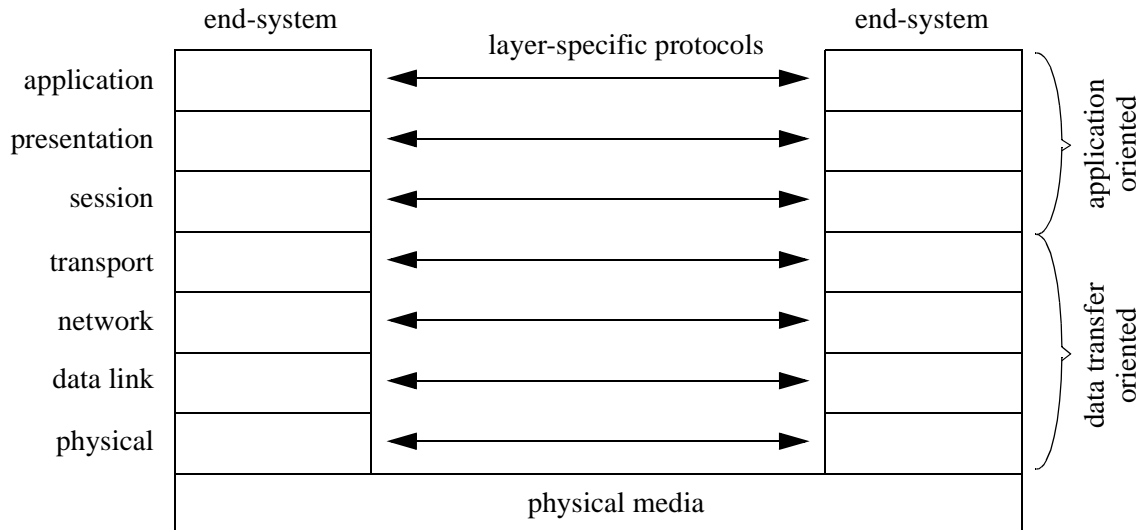 end-system
end-system
layer-specific protocols
application
presentation
session
transport
network
data link
physical
physical media
application
oriented
data transfer
oriented